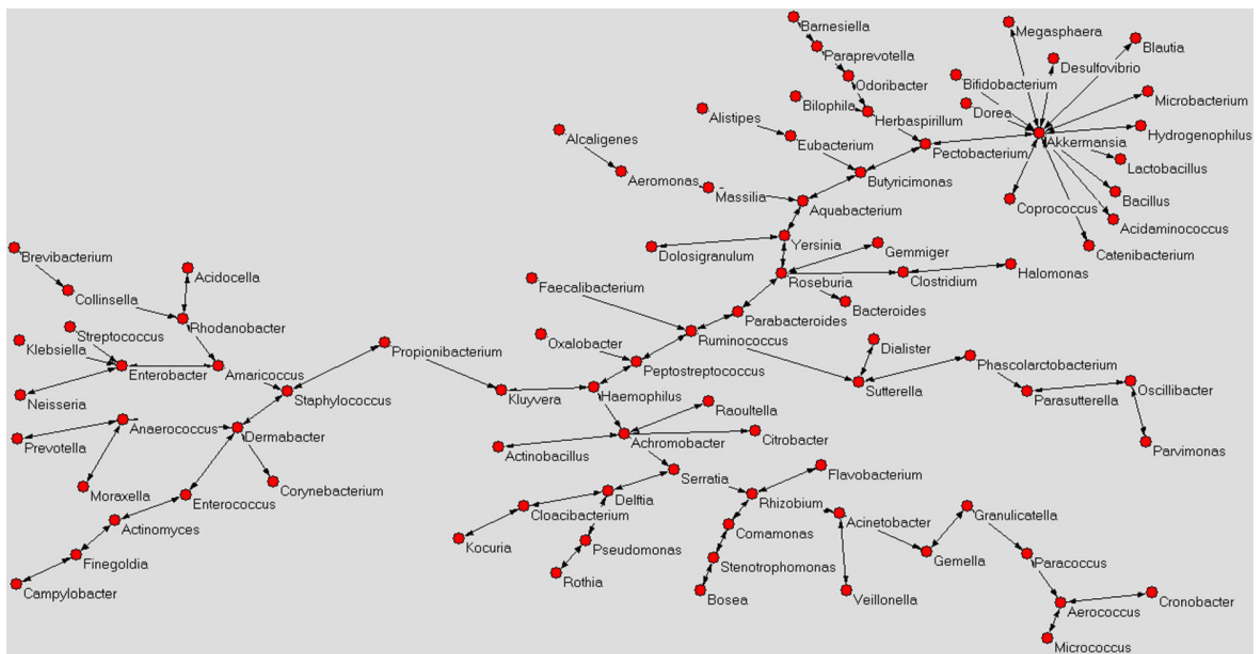 Barnesiella
Megasphaera
Blautia
Paraprevotella
Desulfovibrio
Odoribacter
Bifidobacterium
Microbacterium
Bilophila
Dorea
Herbaspirillum
Alistipes
Hydrogenophilus
Alcaligenes
Eubacterium
Akkermansia
Pectobacterium
Lactobacillus
Aeromonas
Butyricimonas
Massilia
Bacillus
Coprococcus
Aquabacterium
Acidaminococcus
Yersinia
Catenibacterium
Dolosigranulum
Gemmiger
Brevibacterium
Acidocella
Halomonas
Roseburia
Clostridium
Faecalibacterium
Collinsella
Bacteroides
Parabacteroides
Rhodanobacter
Streptococcus
Ruminococcus
Oxalobacter
Klebsiella
Dialister
Propionibacterium
Phascolarctobacterium
Peptostreptococcus
Enterobacter
Amaricoccus
Oscillibacter
Sutterella
Neisseria
Staphylococcus
Kluyvera
Haemophilus
Parasutterella
Raoultella
Anaerococcus
Dermabacter
Citrobacter
Achromobacter
Prevotella
Parvimonas
Actinobacillus
Flavobacterium
Serratia
Moraxella
Corynebacterium
Delftia
Enterococcus
Rhizobium
Cloacibacterium
Granulicatella
Acinetobacter
Actinomyces
Comamonas
Kocuria
Pseudomonas
Gemella
Paracoccus
Finegoldia
Stenotrophomonas
Rothia
Campylobacter
Bosea
Veillonella
Cronobacter
Aerococcus
Micrococcus